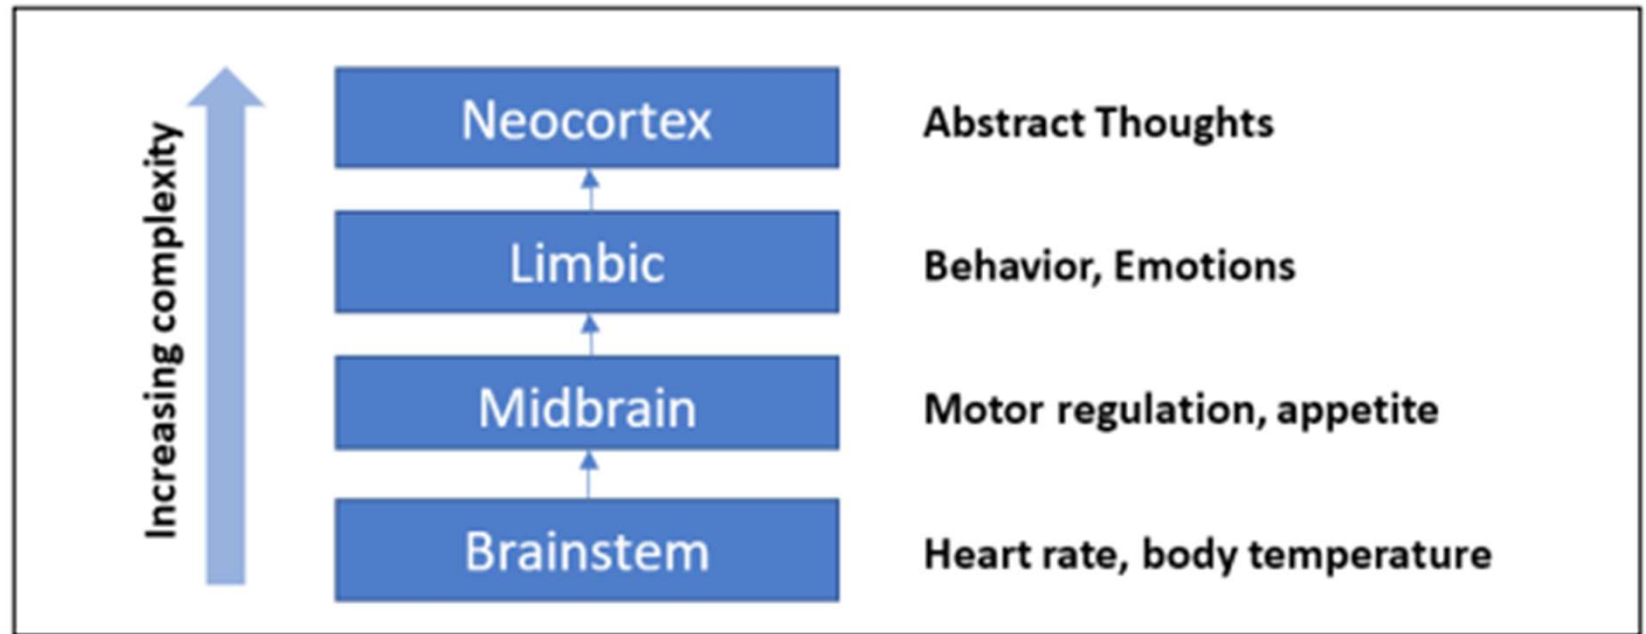 Increasing complexity
Neocortex
Abstract Thoughts
Limbic
Behavior, Emotions
Midbrain
Motor regulation, appetite
Brainstem
Heart rate, body temperature